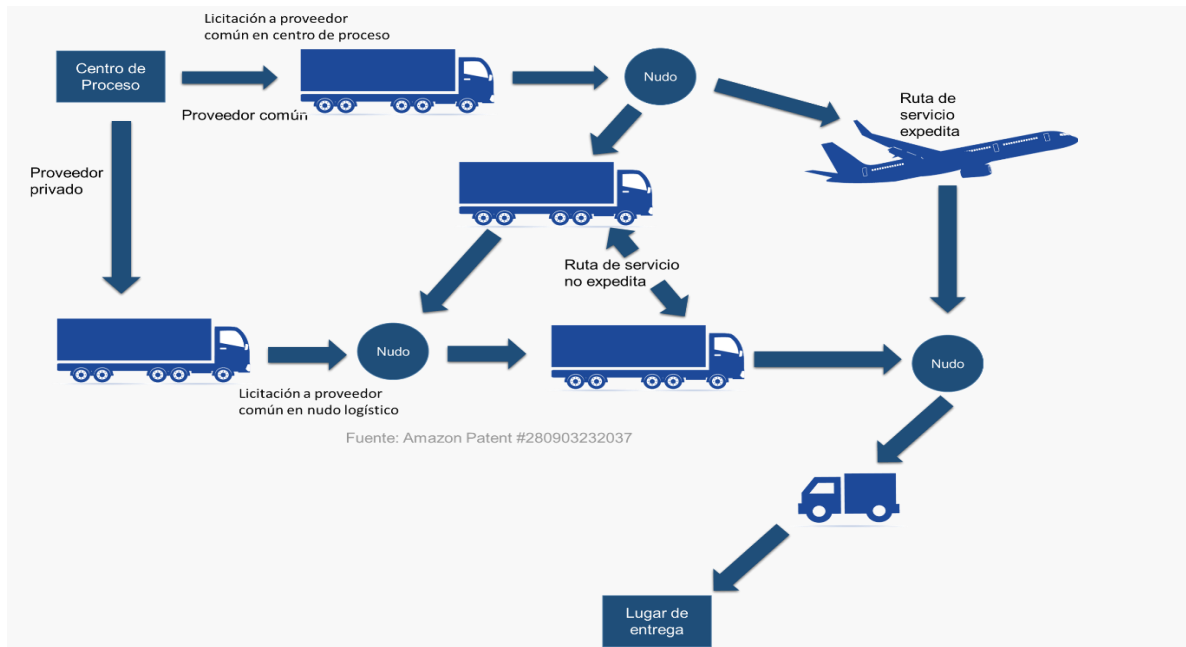 Licitación a proveedor
común en centro de proceso
Centro de
Proceso
Nudo
Proveedor común
Ruta de
servicio
expedita
Proveedor
privado
Ruta de servicio
no expedita
Nudo
Nudo
Licitación a proveedor
común en nudo logístico
Fuente: Amazon Patent #280903232037
Lugar de
entrega